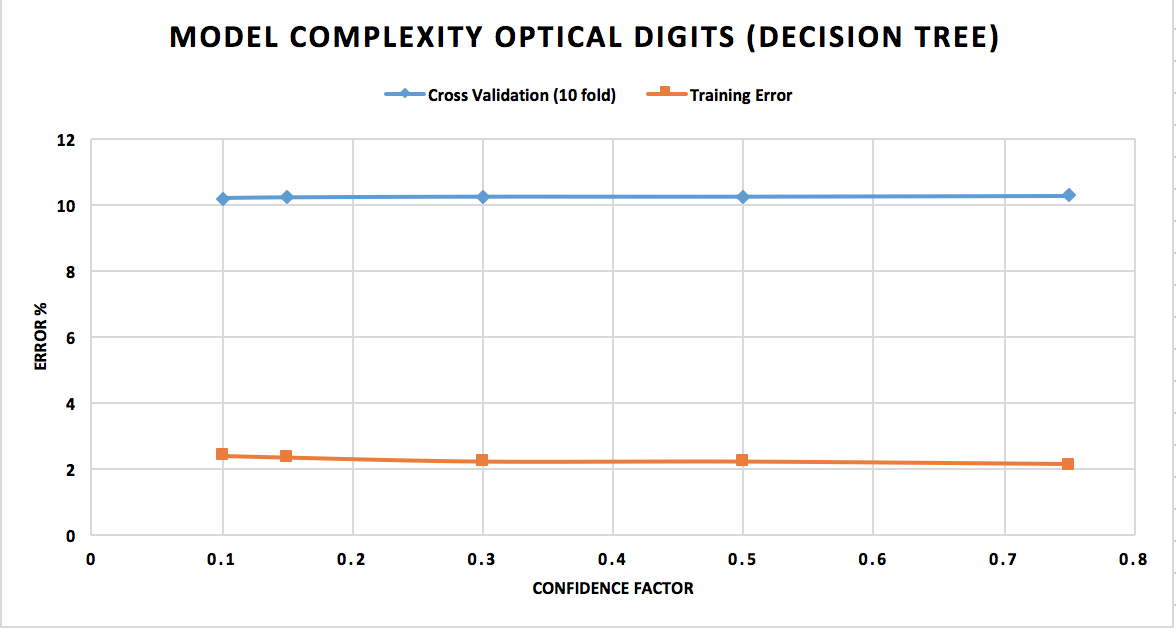 MODEL COMPLEXITY OPTICAL DIGITS (DECISION TREE)
Cross Validation (10 fold) Training Error
12
10
8
6
4
2
0
ERROR %
0 0.1 0.2 0.3 0.4 0.5 0.6 0.7 0.8
CONFIDENCE FACTOR